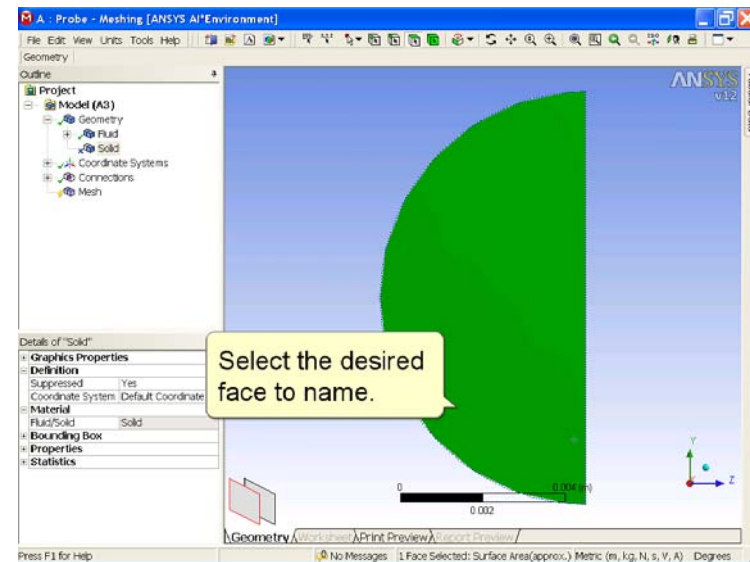 A : Probe - Meshing [ANSYS AI*Environment]
File Edit View Units Tools Help
Geometry
Outline
Project
Model (A3)
Geometry
Fluid
Solid
Coordinate Systems
Connections
Mesh
ANSYS
v12
Details of "Solid"
Graphics Properties
Definition
Suppressed Yes
Coordinate System Default Coordinate
Material
Fluid/Solid Solid
Bounding Box
Properties
Statistics
Select the desired
face to name.
0 0.004 (m)
0.002
Y
Z
Geometry Worksheet Print Preview Report Preview
Press F1 for Help No Messages 1 Face Selected: Surface Area(approx.) Metric (m, kg, N, s, V, A) Degrees